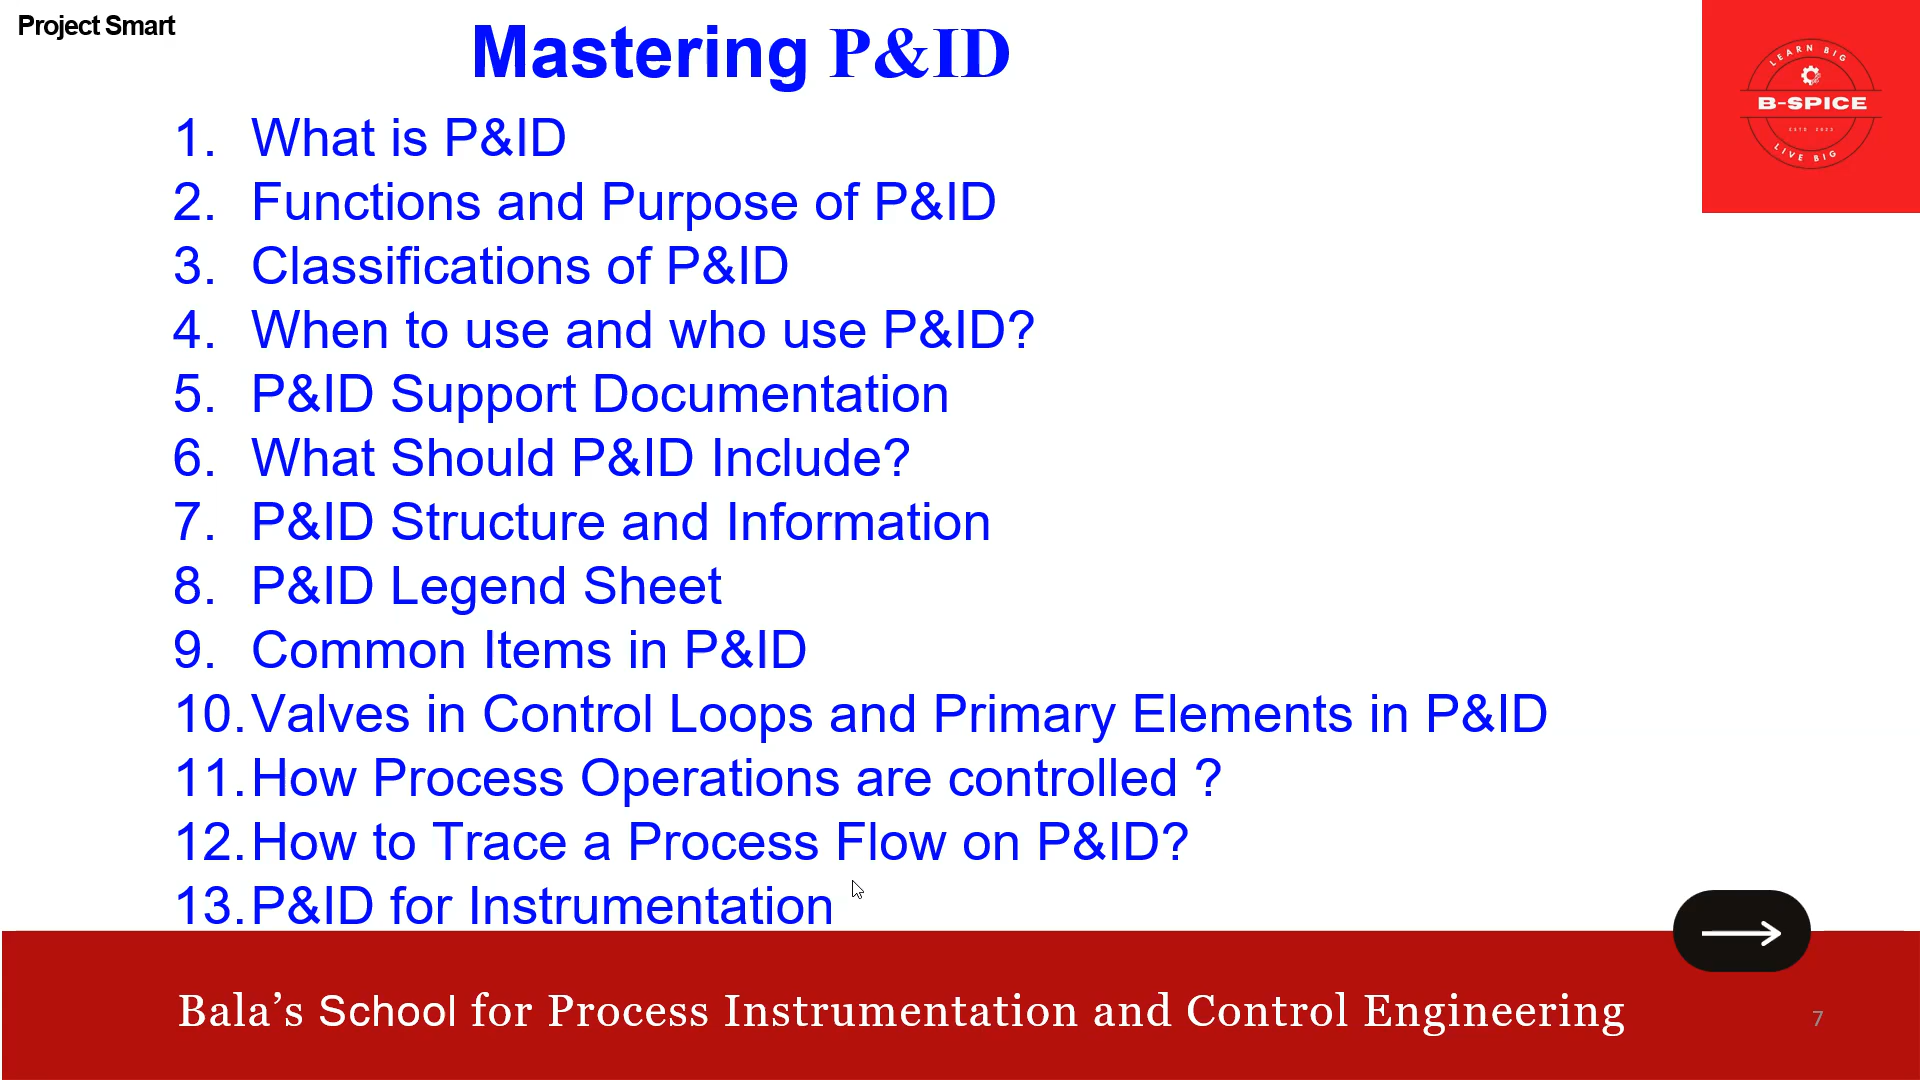 Project Smart
Mastering P&ID
LEARN BIG
B-SPICE
ESTD 2023
LIVE BIG
1. What is P&ID
2. Functions and Purpose of P&ID
3. Classifications of P&ID
4. When to use and who use P&ID?
5. P&ID Support Documentation
6. What Should P&ID Include?
7. P&ID Structure and Information
8. P&ID Legend Sheet
9. Common Items in P&ID
10. Valves in Control Loops and Primary Elements in P&ID
11. How Process Operations are controlled ?
12. How to Trace a Process Flow on P&ID?
13. P&ID for Instrumentation
Bala’s School for Process Instrumentation and Control Engineering
7